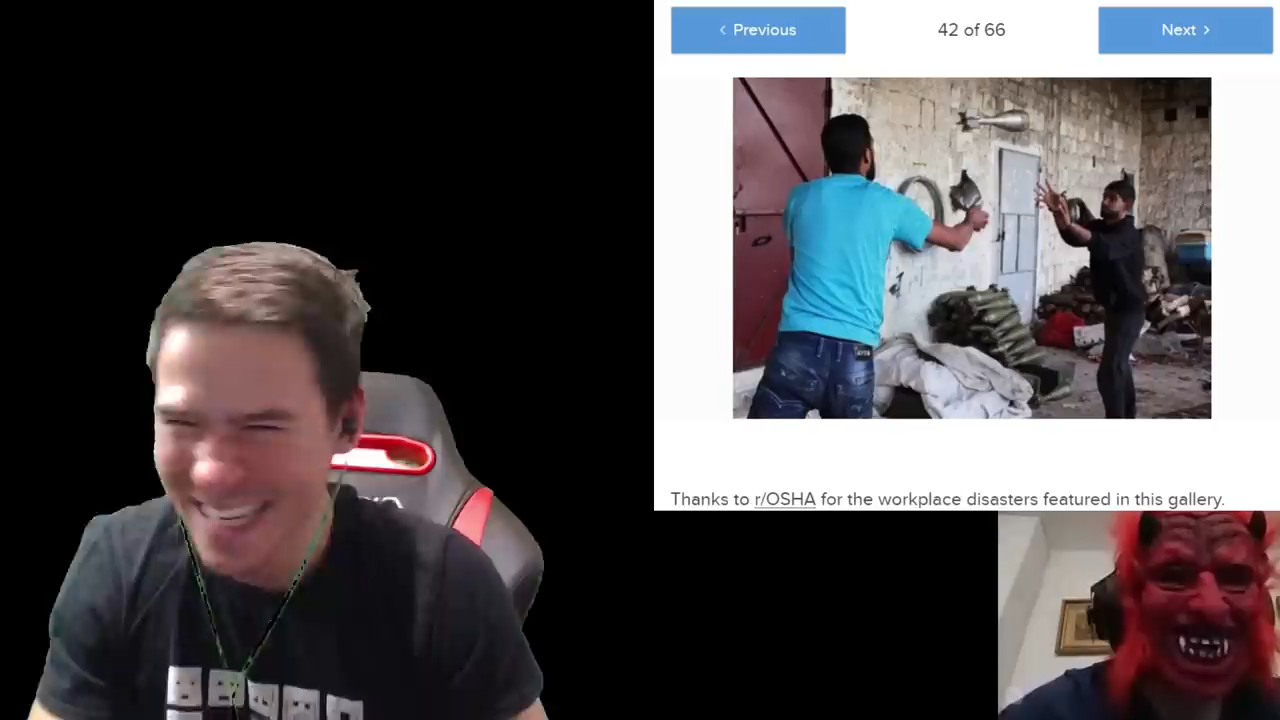 ‹ Previous
42 of 66
Next ›
Thanks to r/OSHA for the workplace disasters featured in this gallery.